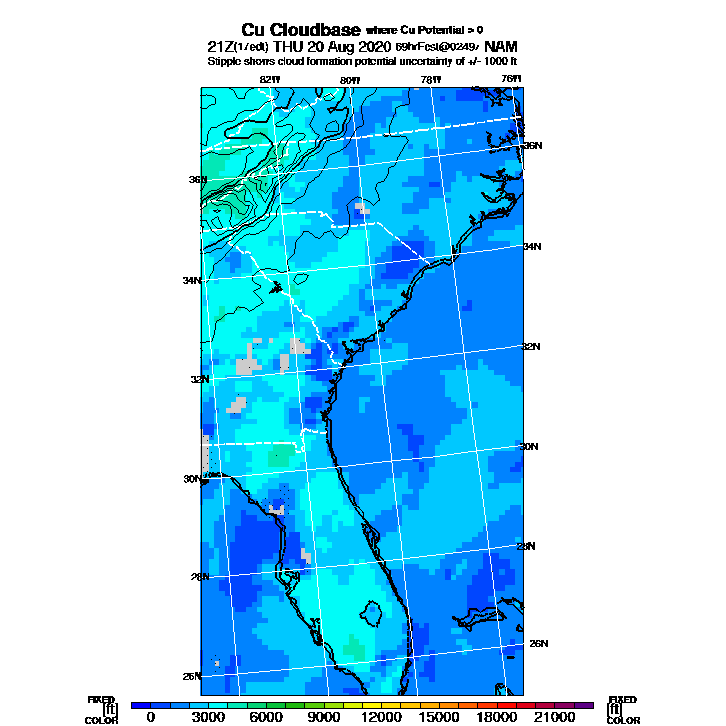 Cu Cloudbase where Cu Potential > 0
21Z(17edt) THU 20 Aug 2020 69hrFcst@0249z NAM
Stipple shows cloud formation potential uncertainty of +/- 1000 ft
82W 80W 78W 76W
36N
36N
34N
34N
32N
32N
30N
30N
28N
28N
26N
26N
FIXED FIXED
[ft] [ft]
COLOR COLOR
0 3000 6000 9000 12000 15000 18000 21000